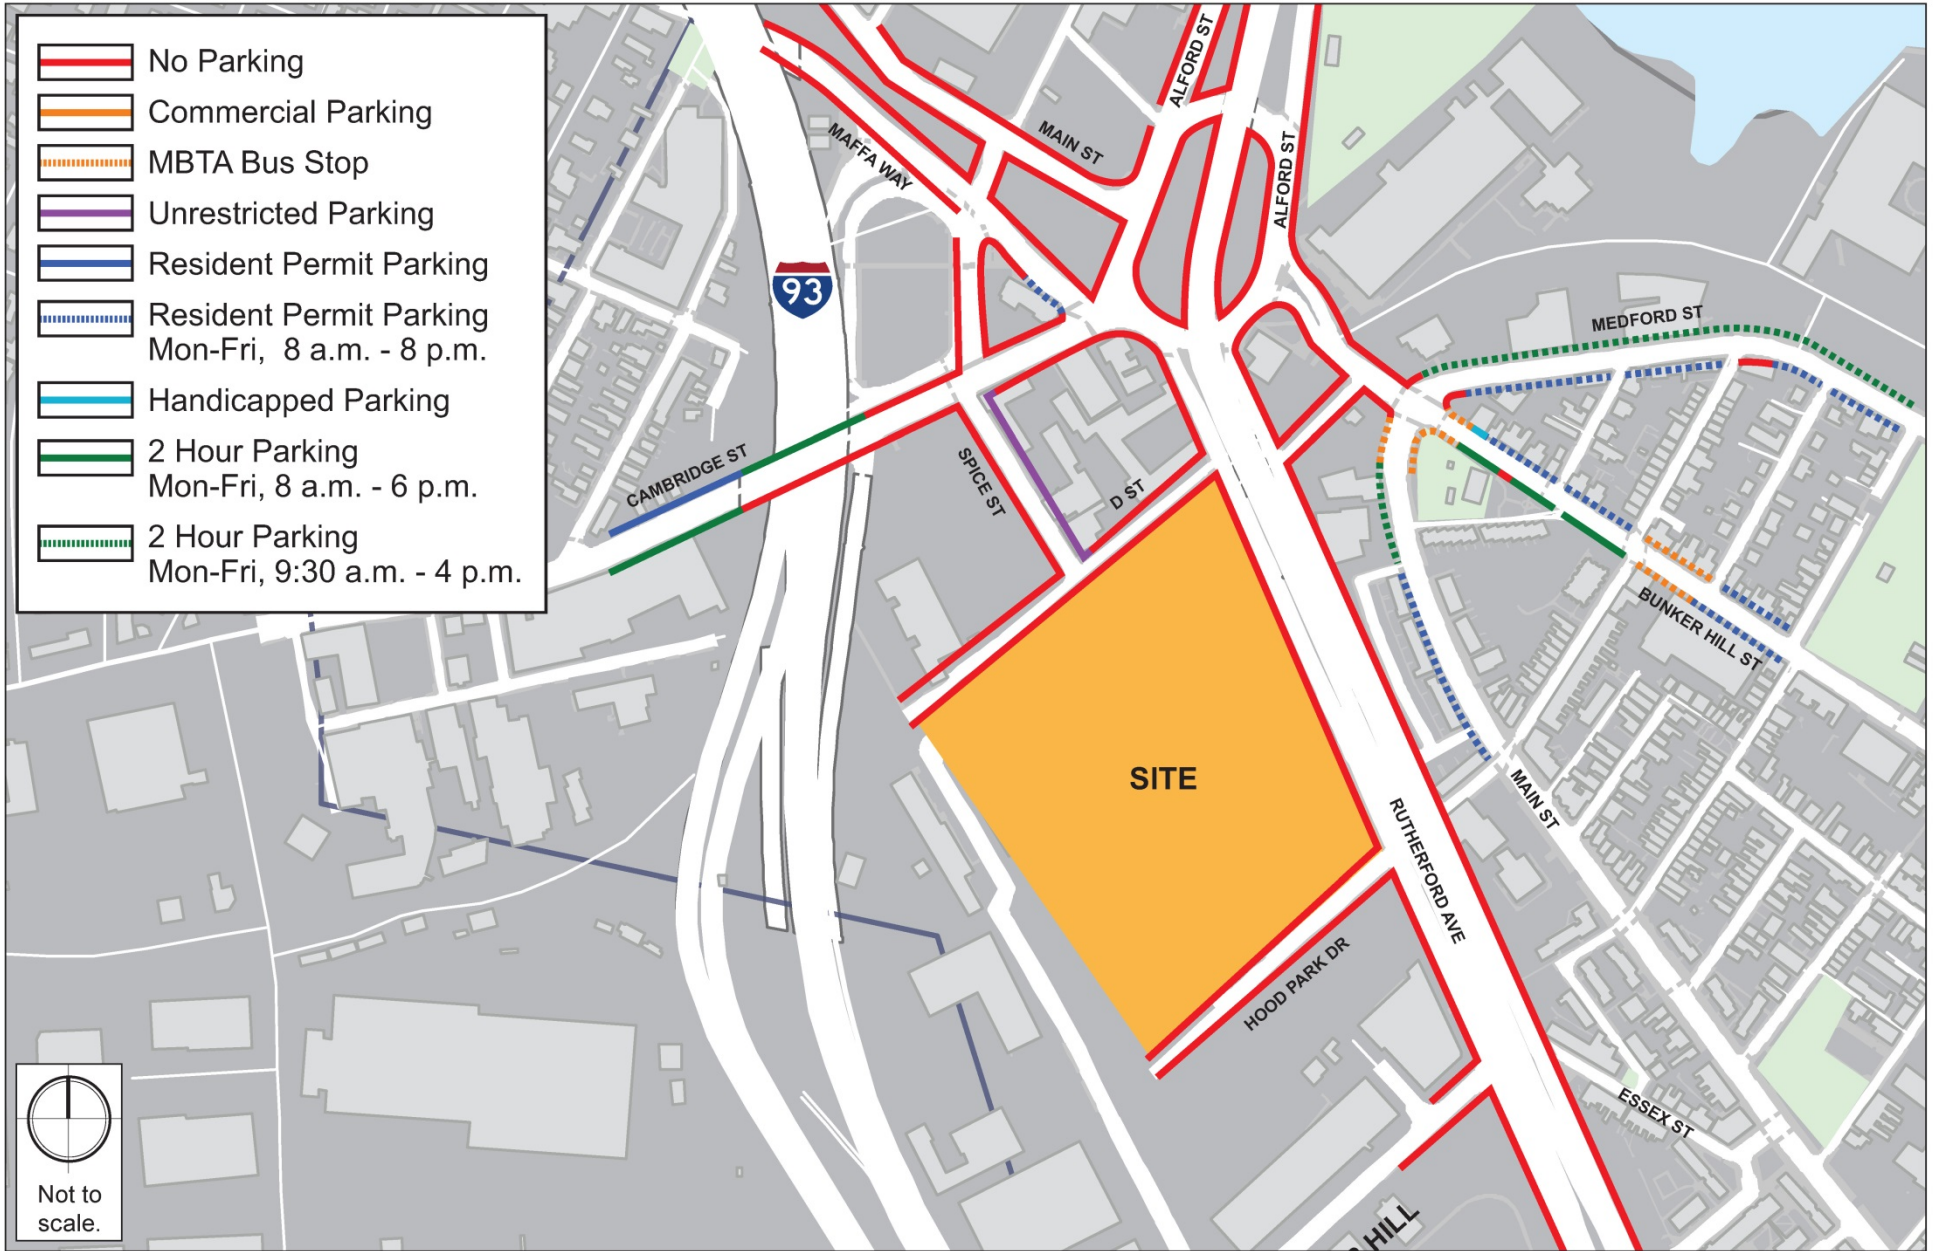 No Parking
Commercial Parking
MBTA Bus Stop
Unrestricted Parking
Resident Permit Parking
Resident Permit Parking
Mon-Fri,  8 a.m. - 8 p.m.
Handicapped Parking
2 Hour Parking
Mon-Fri, 8 a.m. - 6 p.m.
2 Hour Parking
Mon-Fri, 9:30 a.m. - 4 p.m.
ALFORD ST
MAIN ST
MAFFA WAY
ALFORD ST
93
MEDFORD ST
CAMBRIDGE ST
SPICE ST
D ST
BUNKER HILL ST
SITE
MAIN ST
RUTHERFORD AVE
HOOD PARK DR
ESSEX ST
HILL
Not to
scale.